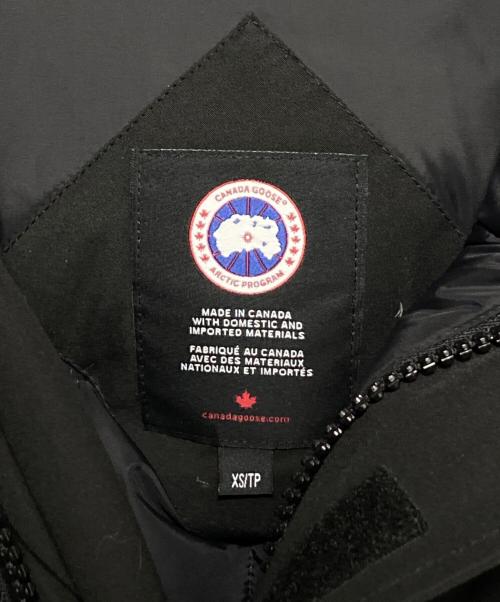 CANADA GOOSE®
ARCTIC PROGRAM
MADE IN CANADA
WITH DOMESTIC AND
IMPORTED MATERIALS
FABRIQUÉ AU CANADA
AVEC DES MATERIAUX
NATIONAUX ET IMPORTÉS
canadagoose.com
XS/TP